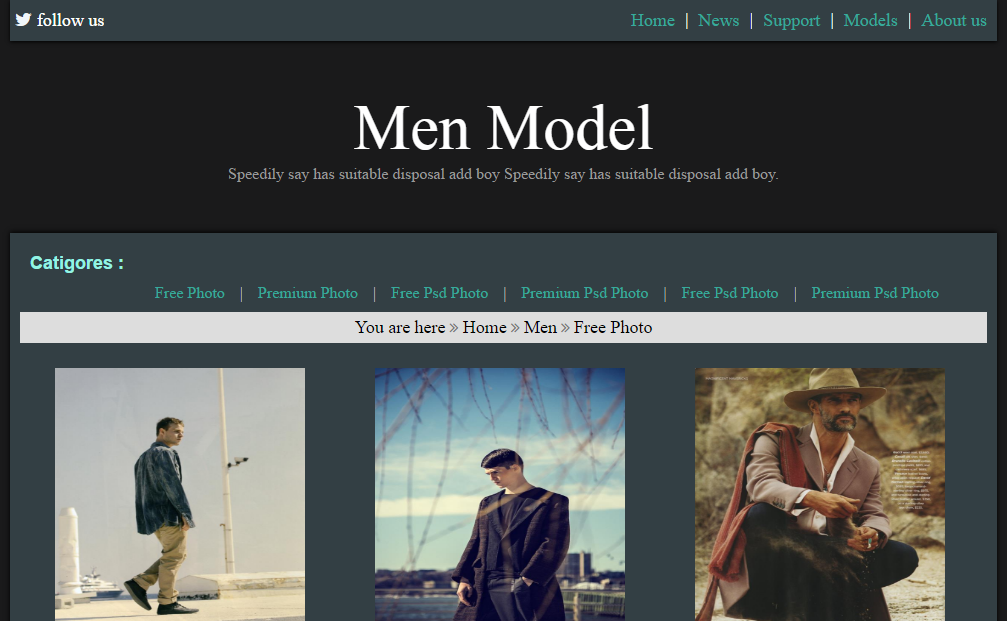 follow us
Home | News | Support | Models | About us
Men Model
Speedily say has suitable disposal add boy Speedily say has suitable disposal add boy.
Catigores :
Free Photo | Premium Photo | Free Psd Photo | Premium Psd Photo | Free Psd Photo | Premium Psd Photo
You are here » Home » Men » Free Photo